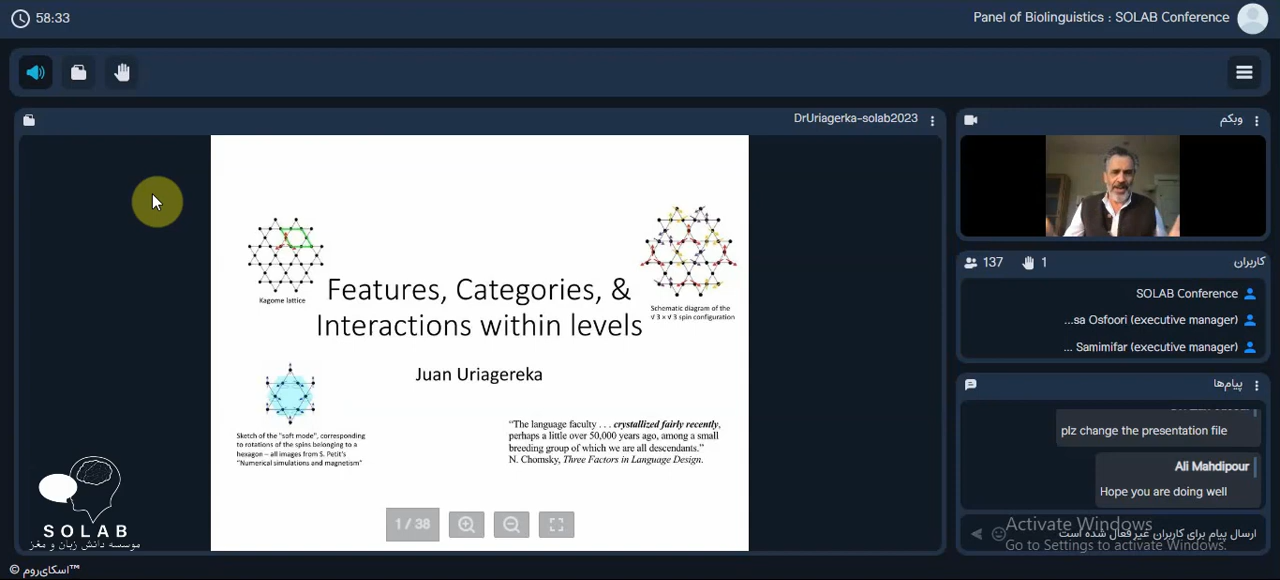 58:33
Panel of Biolinguistics : SOLAB Conference
DrUriagerka-solab2023
وبکم
Kagome lattice
Schematic diagram of the
√ 3 × √ 3 spin configuration
Features, Categories, &
Interactions within levels
Juan Uriagereka
Sketch of the "soft mode", corresponding
to rotations of the spins belonging to a
hexagon – all images from S. Petit's
"Numerical simulations and magnetism"
"The language faculty . . . crystallized fairly recently,
perhaps a little over 50,000 years ago, among a small
breeding group of which we are all descendants."
N. Chomsky, Three Factors in Language Design.
1 / 38
SOLAB
موسسه دانش زبان و مغز
137
1
کاربران
SOLAB Conference
...sa Osfoori (executive manager)
... Samimifar (executive manager)
پیام‌ها
plz change the presentation file
Ali Mahdipour
Hope you are doing well
ارسال پیام برای کاربران غیر فعال شده است
Activate Windows
Go to Settings to activate Windows.
© اسکای‌روم™